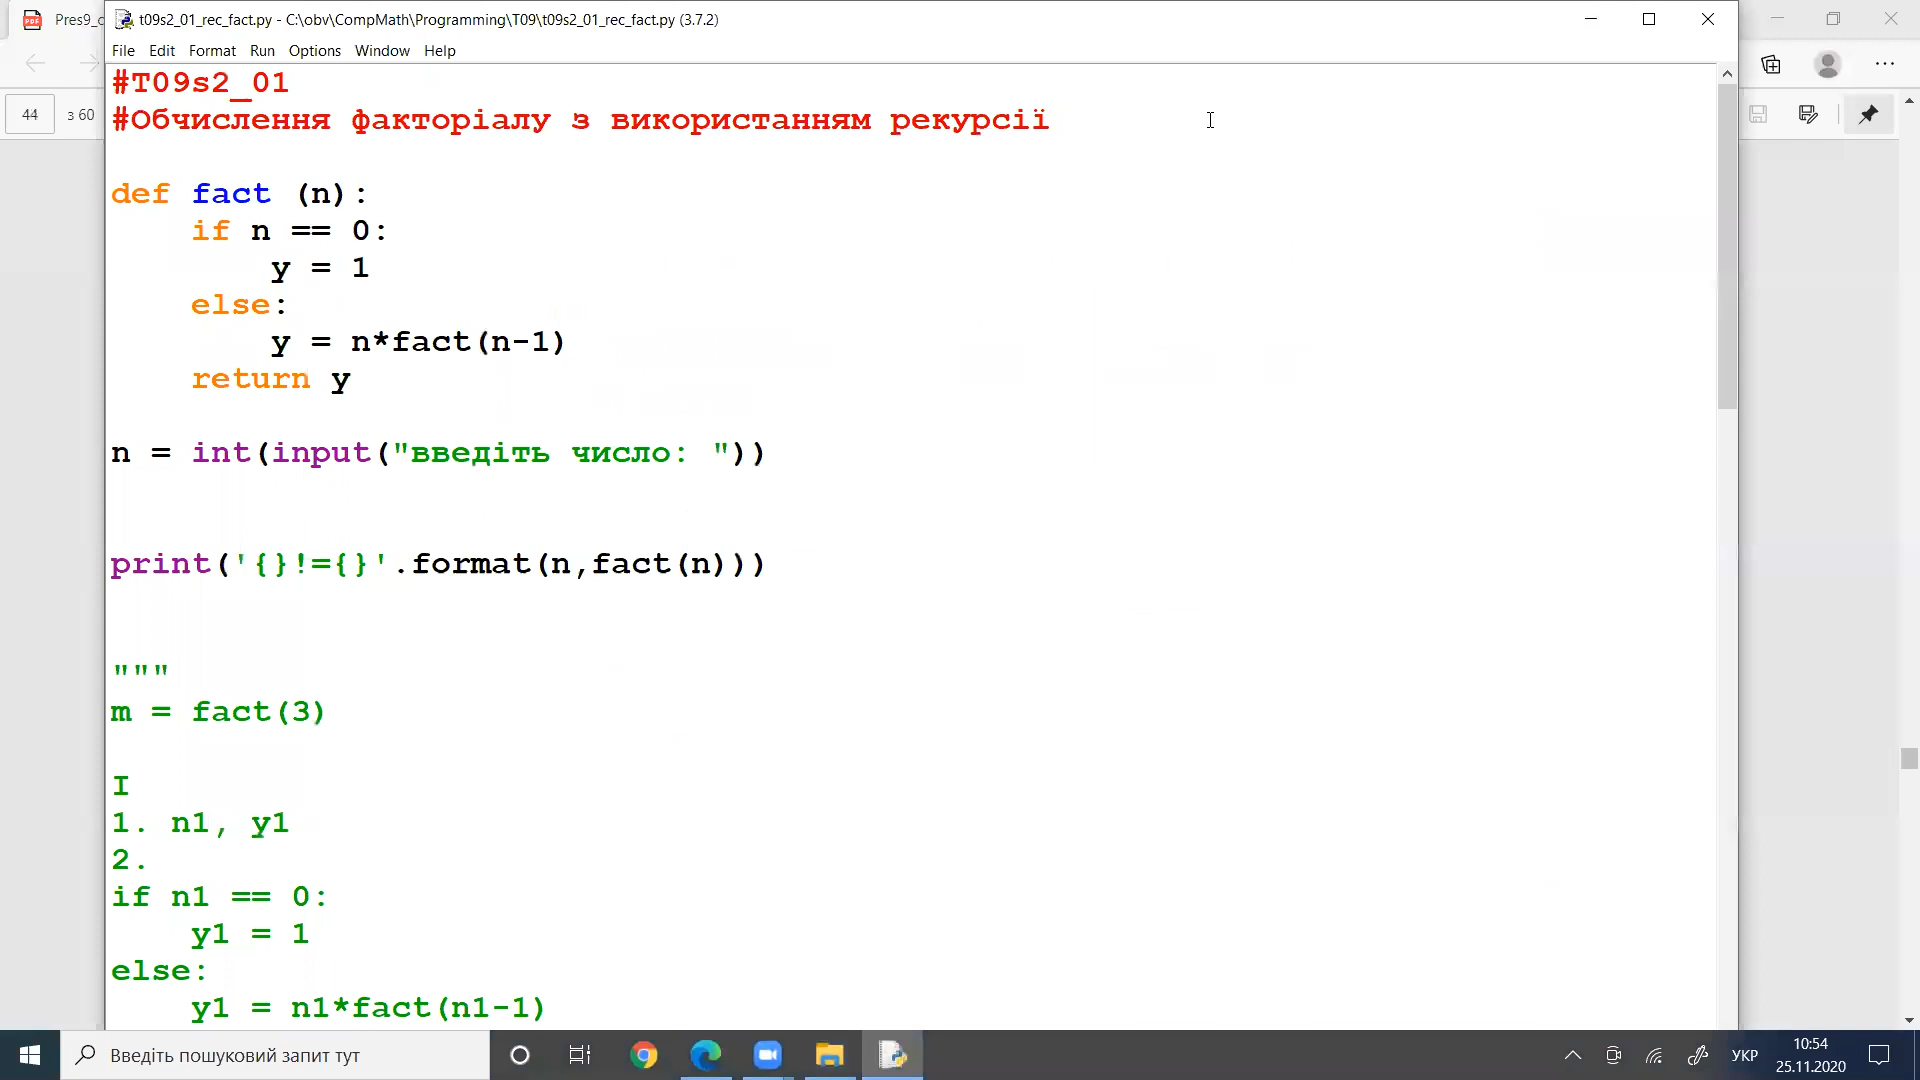 Pres9_c
t09s2_01_rec_fact.py - C:\obv\CompMath\Programming\T09\t09s2_01_rec_fact.py (3.7.2)
File Edit Format Run Options Window Help
44 з 60
#T09s2_01
#Обчислення факторіалу з використанням рекурсії
def fact (n):
    if n == 0:
        y = 1
    else:
        y = n*fact(n-1)
    return y
n = int(input("введіть число: "))
print('{}!={}'.format(n,fact(n)))
"""
m = fact(3)
I
1. n1, y1
2.
if n1 == 0:
    y1 = 1
else:
    y1 = n1*fact(n1-1)
Введіть пошуковий запит тут
УКР
10:54
25.11.2020